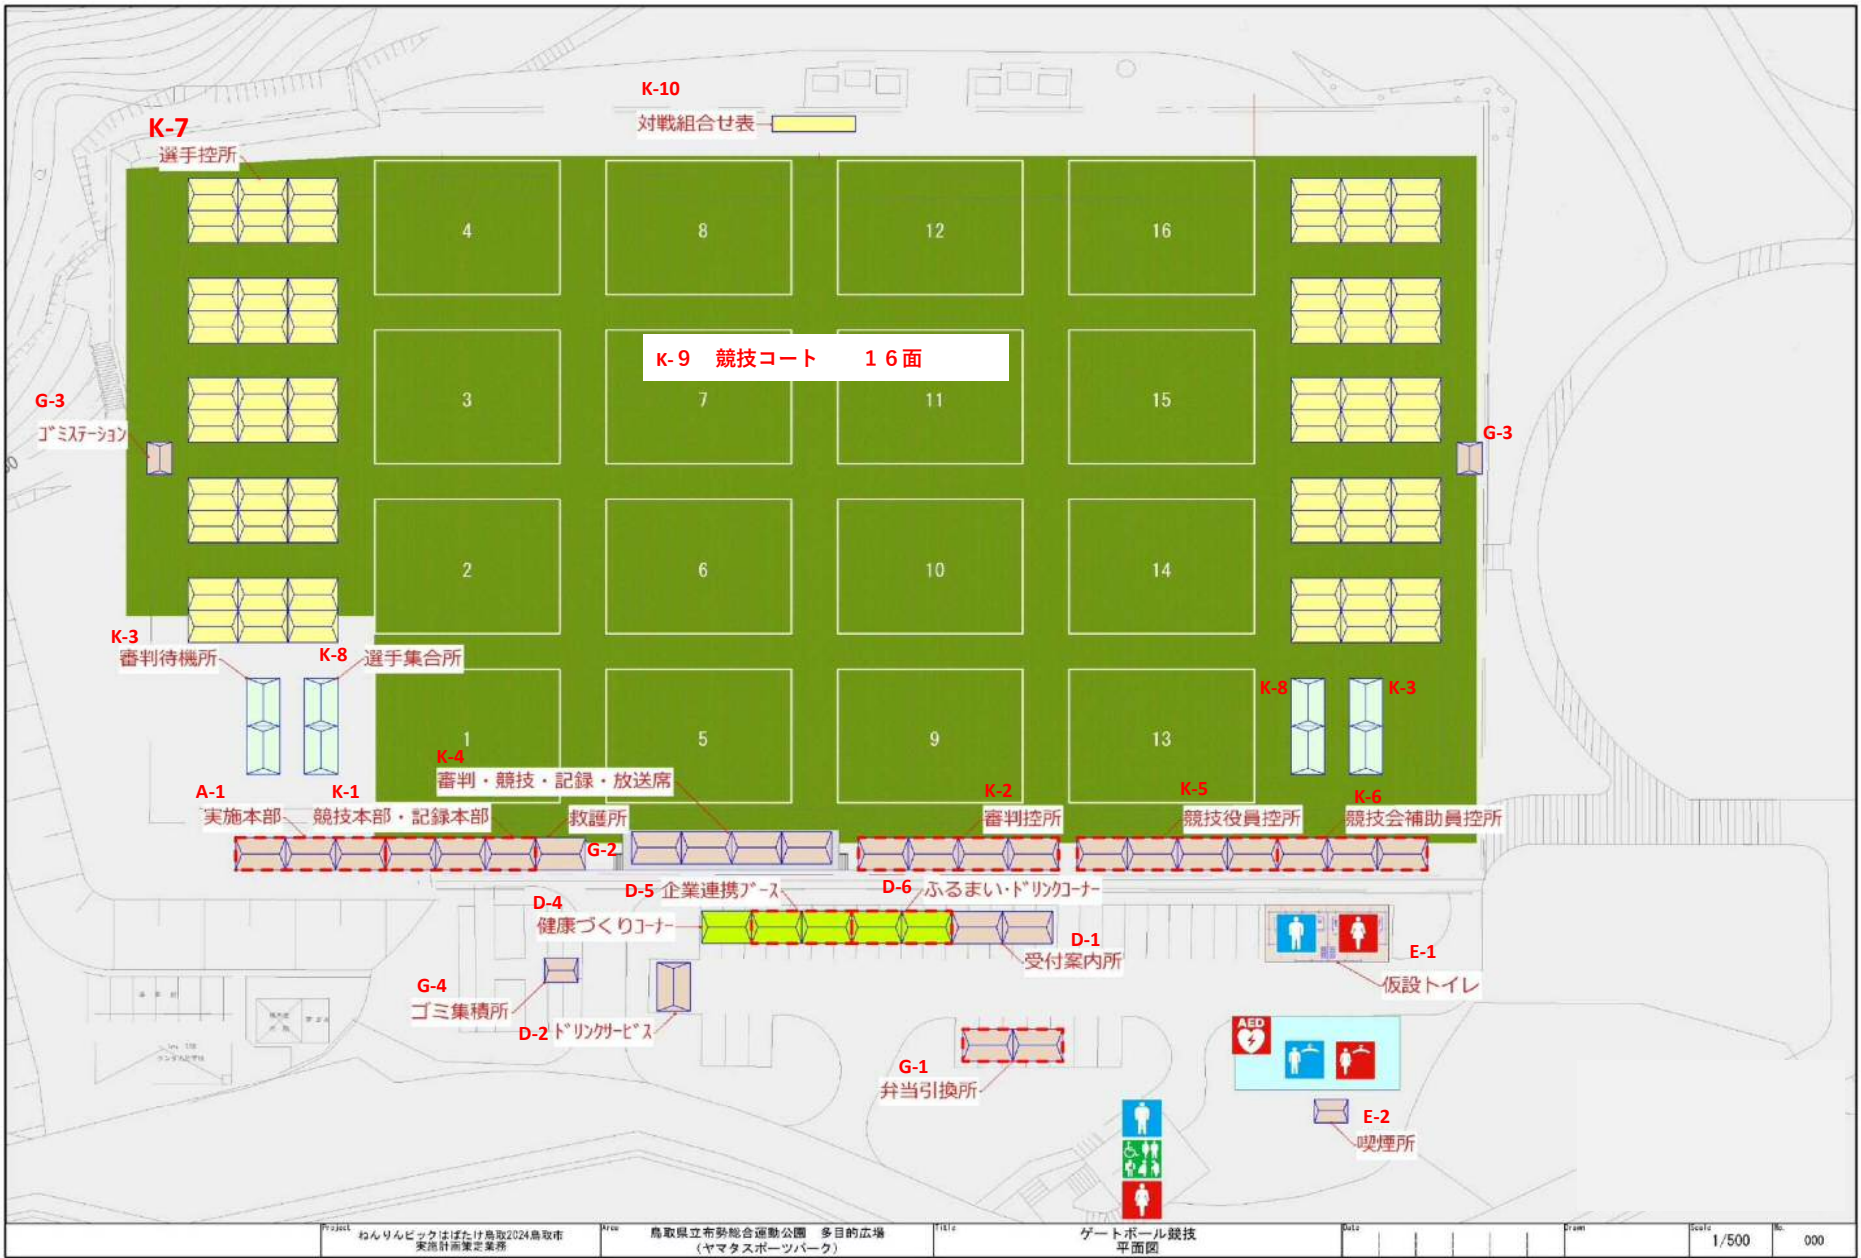 K-10
対戦組合せ表
K-7
選手控所
4
8
12
16
K-９ 競技コート １６面
3
7
11
15
G-3
ｺﾞﾐｽﾃｰｼｮﾝ
G-3
2
6
10
14
K-3
審判待機所
K-8
選手集合所
K-8
K-3
1
5
9
13
K-4
審判・競技・記録・放送席
A-1
実施本部
K-1
競技本部・記録本部
救護所
G-2
K-2
審判控所
K-5
競技役員控所
K-6
競技会補助員控所
D-5 企業連携ﾌﾞｰｽ
D-6 ふるまい・ﾄﾞﾘﾝｸｺｰﾅｰ
D-4
健康づくりｺｰﾅｰ
D-1
受付案内所
E-1
仮設トイレ
G-4
ゴミ集積所
D-2 ﾄﾞﾘﾝｸｻｰﾋﾞｽ
AED
G-1
弁当引換所
E-2
喫煙所
Project
ねんりんピックはばたけ鳥取2024鳥取市
実施計画策定業務
Area
鳥取県立布勢総合運動公園 多目的広場
(ヤマタスポーツパーク)
Title
ゲートボール競技
平面図
Date
Drawn
Scale
1/500
No.
000